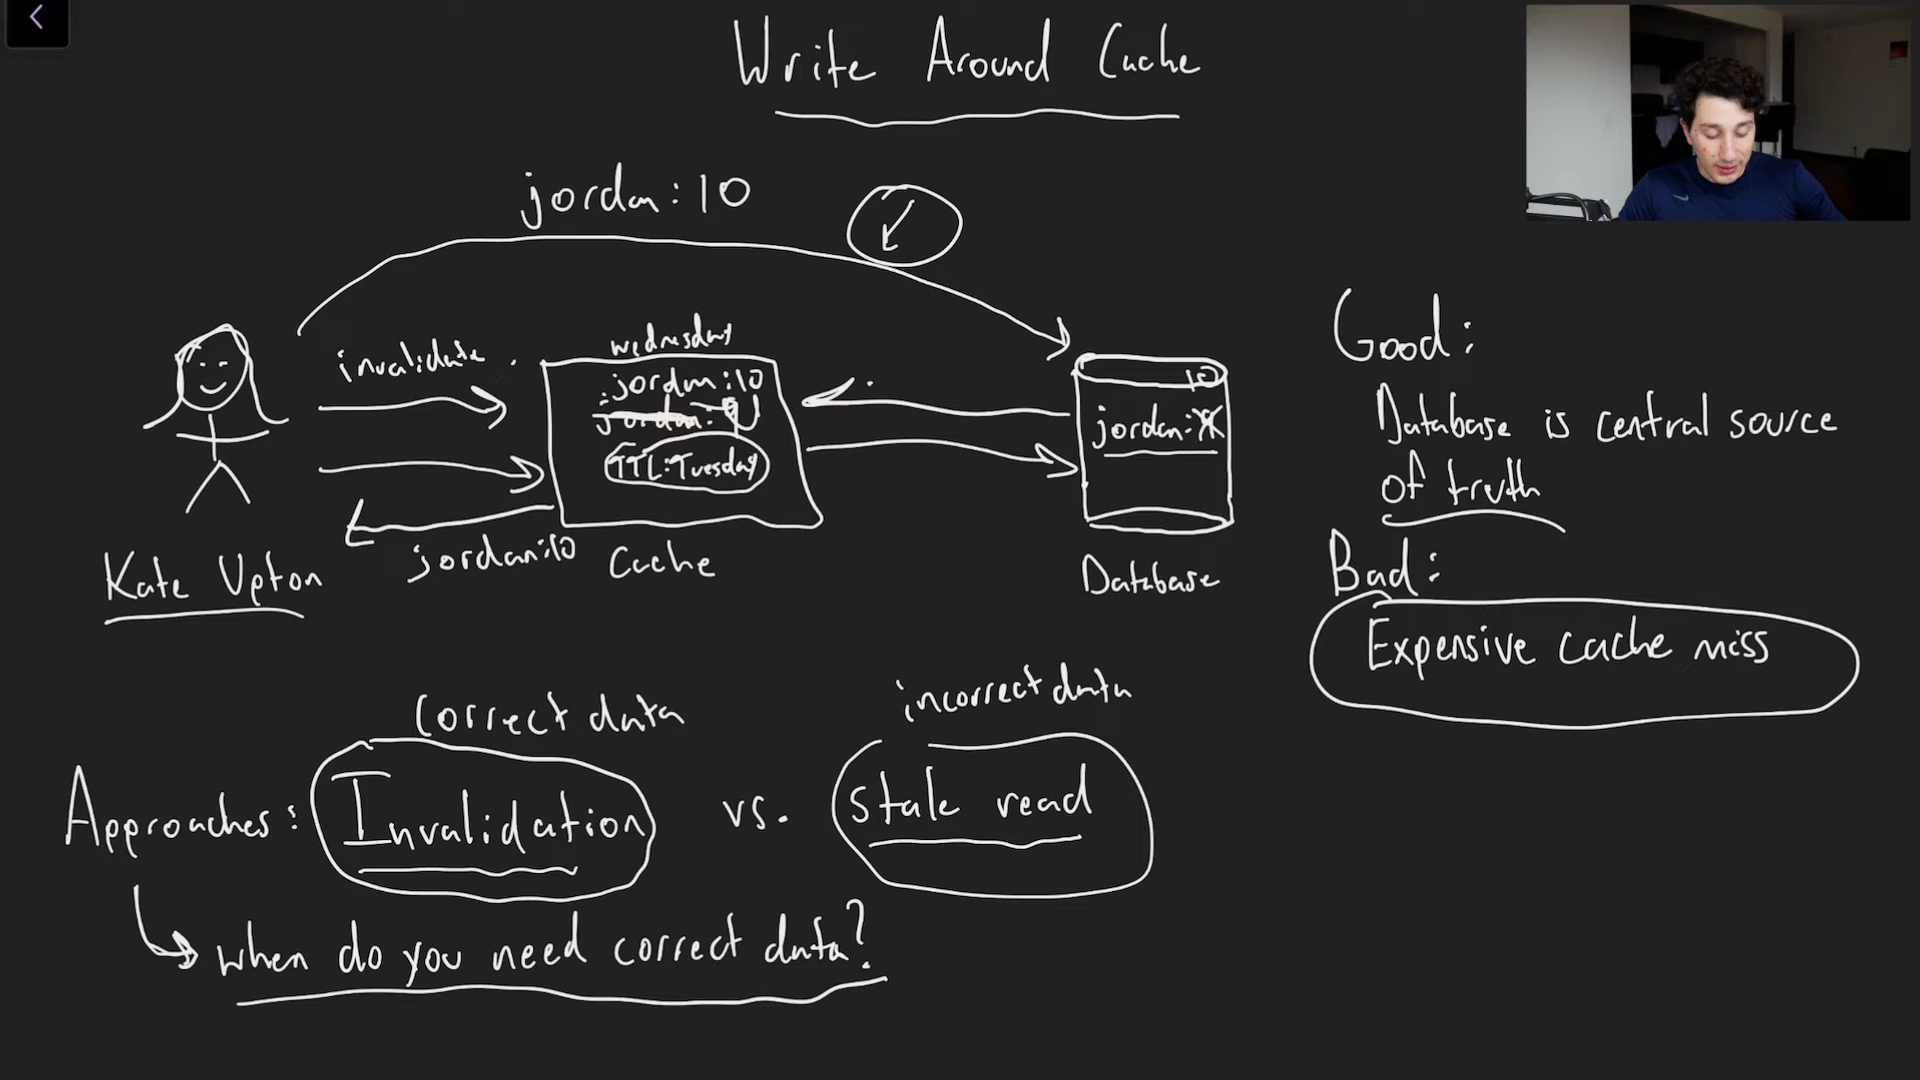 Write Around Cache
jordan:10
invalidate
wednesday
jordan:10
jordan:
TTL:Tuesday
jordan:10
Cache
Kate Upton
10
jordan:
Database
Good:
Database is central source
of truth
Bad:
Expensive cache miss
correct data
incorrect data
Approaches: Invalidation vs. stale read
when do you need correct data?